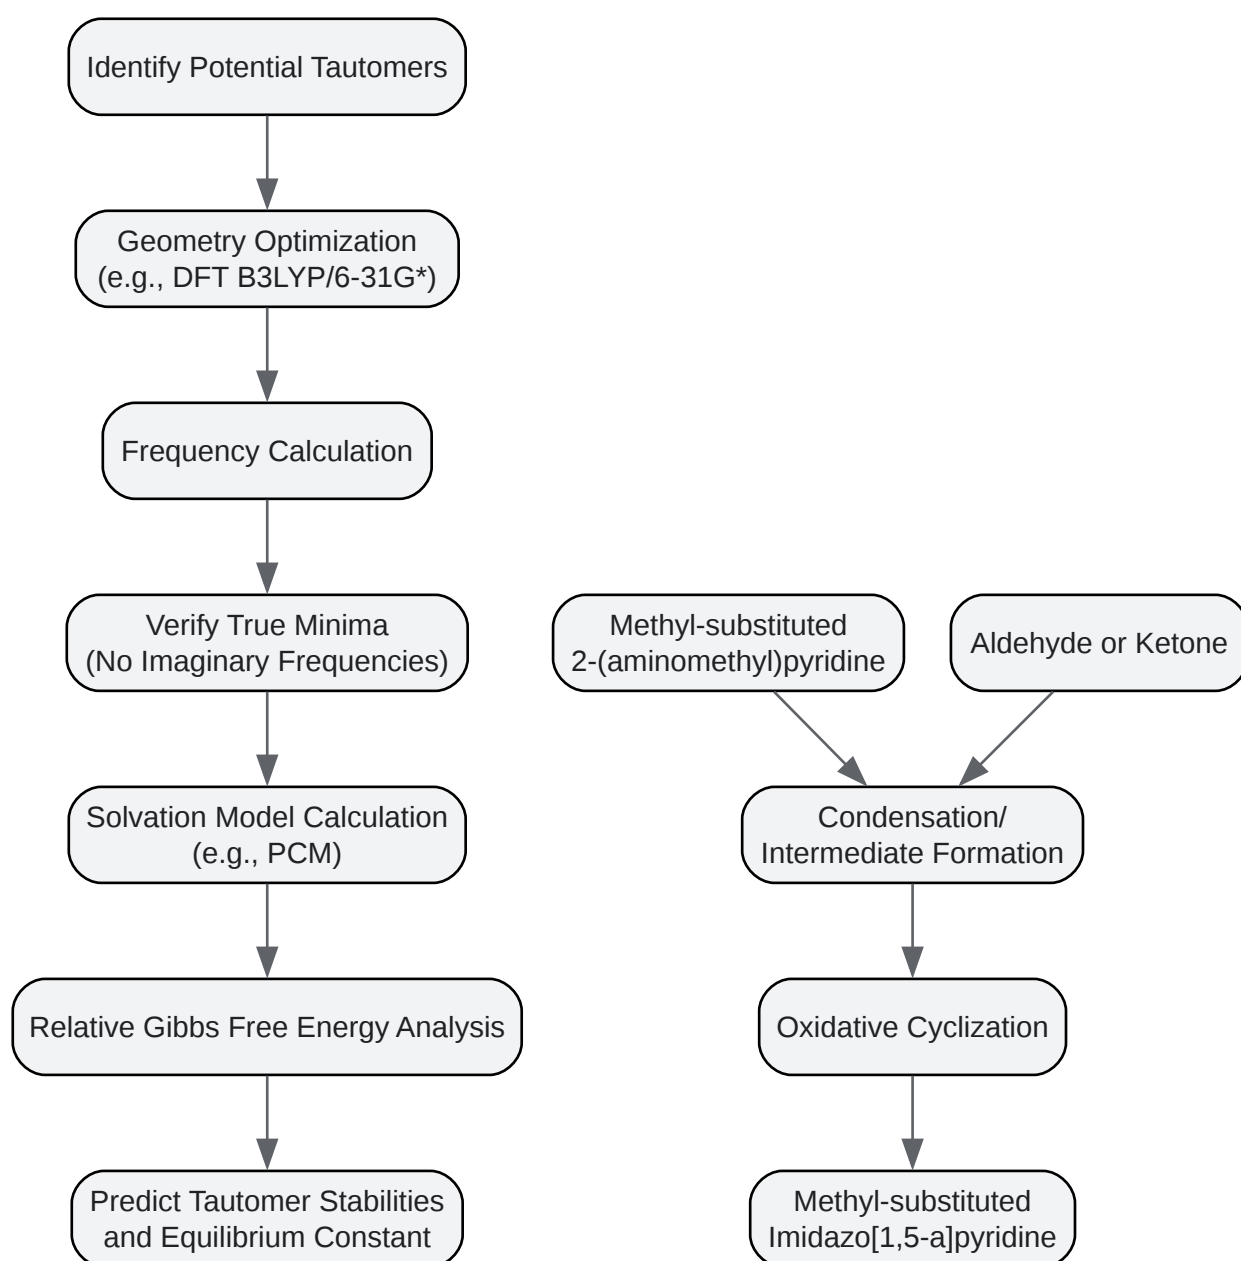 Identify Potential Tautomers
Geometry Optimization
(e.g., DFT B3LYP/6-31G*)
Frequency Calculation
Verify True Minima
(No Imaginary Frequencies)
Solvation Model Calculation
(e.g., PCM)
Relative Gibbs Free Energy Analysis
Predict Tautomer Stabilities
and Equilibrium Constant
Methyl-substituted
2-(aminomethyl)pyridine
Aldehyde or Ketone
Condensation/
Intermediate Formation
Oxidative Cyclization
Methyl-substituted
Imidazo[1,5-a]pyridine